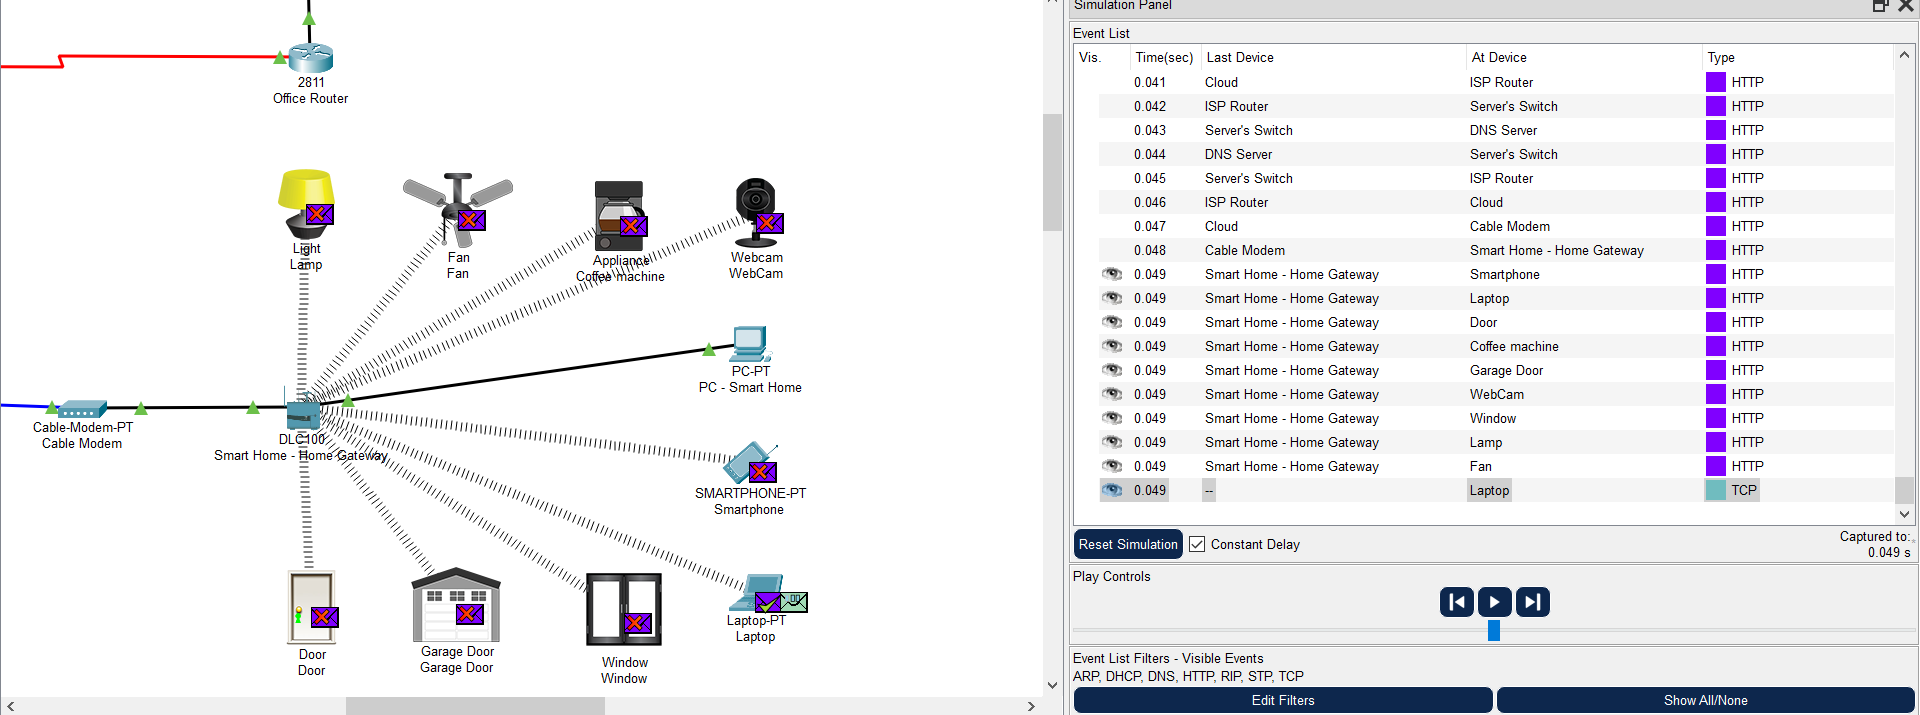 2811
Office Router
Light
Lamp
Fan
Fan
Appliance
Coffee machine
Webcam
WebCam
PC-PT
PC - Smart Home
Cable-Modem-PT
Cable Modem
DLC100
Smart Home - Home Gateway
SMARTPHONE-PT
Smartphone
Door
Door
Garage Door
Garage Door
Window
Window
Laptop-PT
Laptop
Simulation Panel
Event List
Vis. Time(sec) Last Device At Device Type
0.041 Cloud ISP Router HTTP
0.042 ISP Router Server's Switch HTTP
0.043 Server's Switch DNS Server HTTP
0.044 DNS Server Server's Switch HTTP
0.045 Server's Switch ISP Router HTTP
0.046 ISP Router Cloud HTTP
0.047 Cloud Cable Modem HTTP
0.048 Cable Modem Smart Home - Home Gateway HTTP
0.049 Smart Home - Home Gateway Smartphone HTTP
0.049 Smart Home - Home Gateway Laptop HTTP
0.049 Smart Home - Home Gateway Door HTTP
0.049 Smart Home - Home Gateway Coffee machine HTTP
0.049 Smart Home - Home Gateway Garage Door HTTP
0.049 Smart Home - Home Gateway WebCam HTTP
0.049 Smart Home - Home Gateway Window HTTP
0.049 Smart Home - Home Gateway Lamp HTTP
0.049 Smart Home - Home Gateway Fan HTTP
0.049 -- Laptop TCP
Reset Simulation Constant Delay
Captured to:
0.049 s
Play Controls
Event List Filters - Visible Events
ARP, DHCP, DNS, HTTP, RIP, STP, TCP
Edit Filters Show All/None